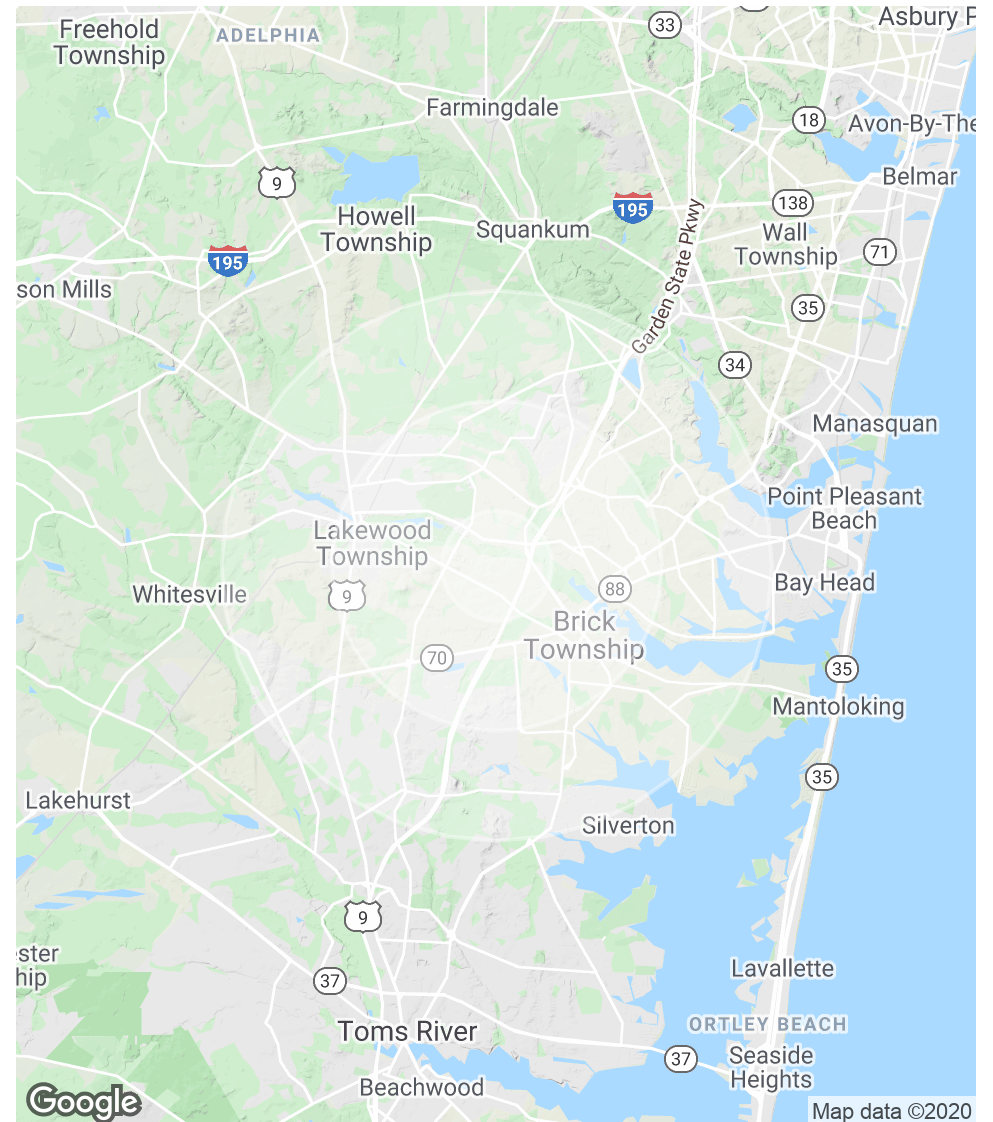 Freehold
Township
ADELPHIA
33
Asbury P
Farmingdale
18
Avon-By-The
9
Belmar
195
138
Howell
Township
Squankum
Wall
Township
71
195
Garden State Pkwy
son Mills
35
34
Manasquan
Point Pleasant
Beach
Lakewood
Township
Bay Head
Whitesville
9
88
Brick
Township
70
35
Mantoloking
35
Lakehurst
Silverton
9
ster
hip
37
Lavallette
Toms River
ORTLEY BEACH
37
Seaside
Heights
Beachwood
Google
Map data ©2020